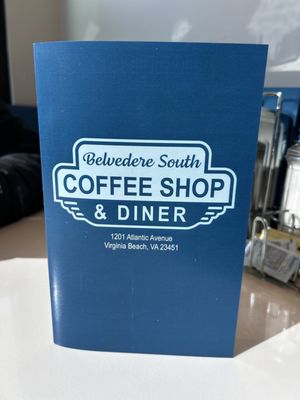 Belvedere South
COFFEE SHOP
& DINER
1201 Atlantic Avenue
Virginia Beach, VA 23451